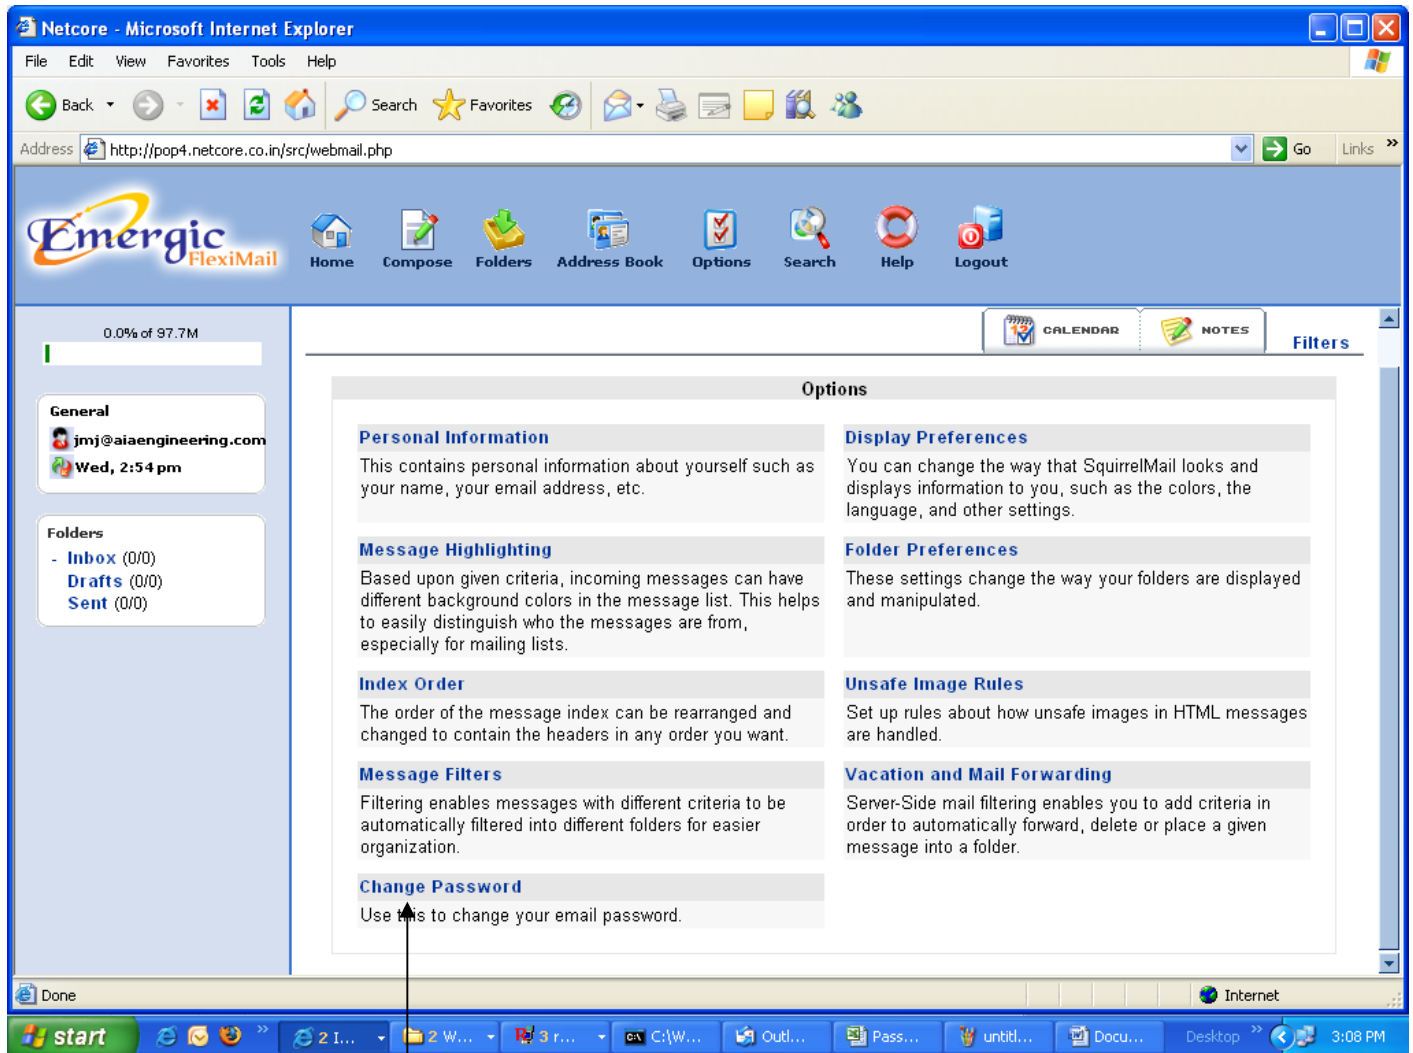 Netcore - Microsoft Internet Explorer
File Edit View Favorites Tools Help
Back Search Favorites
Address http://pop4.netcore.co.in/src/webmail.php Go Links »
Emergic
FlexiMail
Home Compose Folders Address Book Options Search Help Logout
0.0% of 97.7M
CALENDAR NOTES Filters
General
jmj@aiaengineering.com
Wed, 2:54 pm
Folders
- Inbox (0/0)
Drafts (0/0)
Sent (0/0)
Options
Personal Information
This contains personal information about yourself such as
your name, your email address, etc.
Display Preferences
You can change the way that SquirrelMail looks and
displays information to you, such as the colors, the
language, and other settings.
Message Highlighting
Based upon given criteria, incoming messages can have
different background colors in the message list. This helps
to easily distinguish who the messages are from,
especially for mailing lists.
Folder Preferences
These settings change the way your folders are displayed
and manipulated.
Index Order
The order of the message index can be rearranged and
changed to contain the headers in any order you want.
Unsafe Image Rules
Set up rules about how unsafe images in HTML messages
are handled.
Message Filters
Filtering enables messages with different criteria to be
automatically filtered into different folders for easier
organization.
Vacation and Mail Forwarding
Server-Side mail filtering enables you to add criteria in
order to automatically forward, delete or place a given
message into a folder.
Change Password
Use this to change your email password.
Done Internet
start » 2 I... 2 W... 3 r... C:\W... Outl... Pass... untitl... Docu... Desktop » 3:08 PM